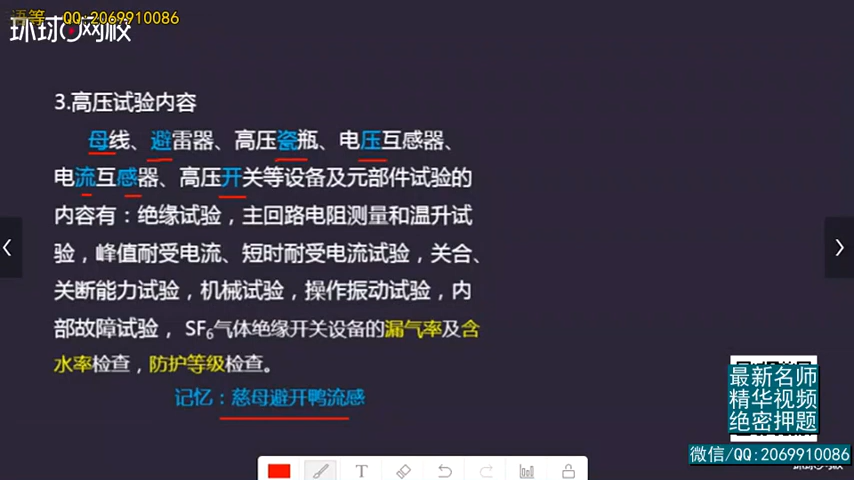 语等 QQ:2069910086
环球网校
3.高压试验内容
母线、避雷器、高压瓷瓶、电压互感器、
电流互感器、高压开关等设备及元部件试验的
内容有：绝缘试验，主回路电阻测量和温升试
验，峰值耐受电流、短时耐受电流试验，关合、
关断能力试验，机械试验，操作振动试验，内
部故障试验， SF₆气体绝缘开关设备的漏气率及含
水率检查，防护等级检查。
记忆：慈母避开鸭流感
最新名师
精华视频
绝密押题
微信/QQ:2069910086
T